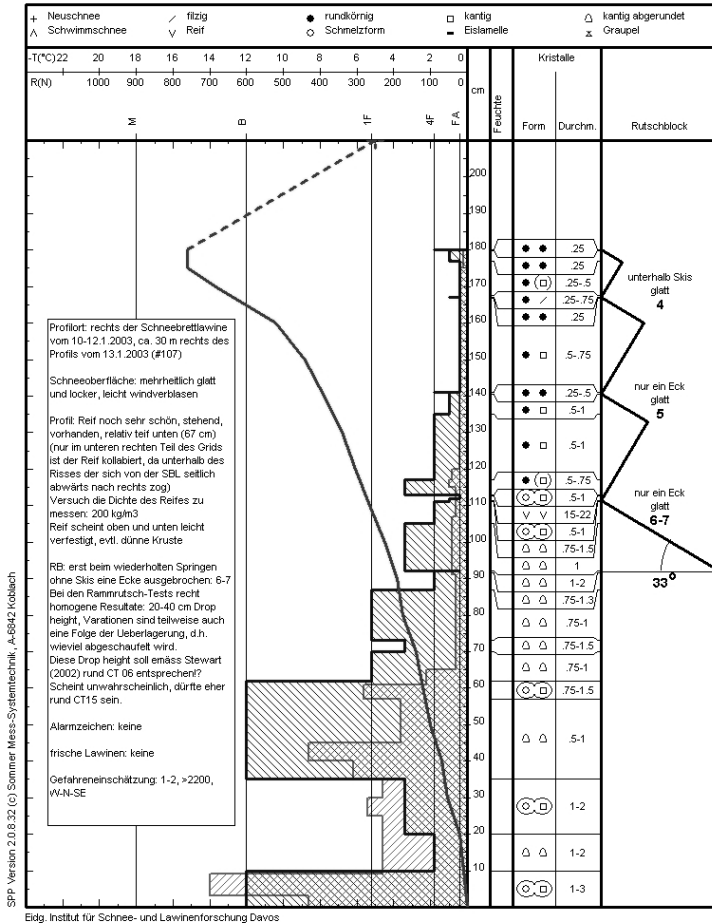 + Neuschnee / filzig ● rundkörnig □ kantig kantig abgerundet
∧ Schwimmschnee ∨ Reif ○ Schmelzform Eislamelle Graupel
-T(°C) 22 20 18 16 14 12 10 8 6 4 2 0
R(N) 1000 900 800 700 600 500 400 300 200 100 0
cm
Feuchte
Kristalle
Form Durchm. Rutschblock
M B 1F 4F F A
200
190
180
170
160
150
140
130
120
110
100
90
80
70
60
50
40
30
20
10
.25
.25
.25-.5
.25-.75
.25
.5-.75
.25-.5
.5-1
.5-1
.5-.75
.5-1
15-22
.5-1
.75-1.5
1
1-2
.75-1.3
.75-1
.75-1.5
.75-1
.75-1.5
.5-1
1-2
1-2
1-3
unterhalb Skis
glatt
4
nur ein Eck
glatt
5
nur ein Eck
glatt
6-7
33°
Profilort: rechts der Schneebrettlawine
vom 10-12.1.2003, ca. 30 m rechts des
Profils vom 13.1.2003 (#107)
Schneeoberfläche: mehrheitlich glatt
und locker, leicht windverblasen
Profil: Reif noch sehr schön, stehend,
vorhanden, relativ teif unten (67 cm)
(nur im unteren rechten Teil des Grids
ist der Reif kollabiert, da unterhalb des
Risses der sich von der SBL seitlich
abwärts nach rechts zog)
Versuch die Dichte des Reifes zu
messen: 200 kg/m3
Reif scheint oben und unten leicht
verfestigt, evtl. dünne Kruste
RB: erst beim wiederholten Springen
ohne Skis eine Ecke ausgebrochen: 6-7
Bei den Rammrutsch-Tests recht
homogene Resultate: 20-40 cm Drop
height, Varationen sind teilweise auch
eine Folge der Ueberlagerung, d.h.
wieviel abgeschaufelt wird.
Diese Drop height soll emäss Stewart
(2002) rund CT 06 entsprechen!?
Scheint unwahrscheinlich, dürfte eher
rund CT15 sein.
Alarmzeichen: keine
frische Lawinen: keine
Gefahreneinschätzung: 1-2, >2200,
W-N-SE
SPP Version 2.0.8.32 (c) Sommer Mess-Systemtechnik, A-6842 Koblach
Eidg. Institut für Schnee- und Lawinenforschung Davos